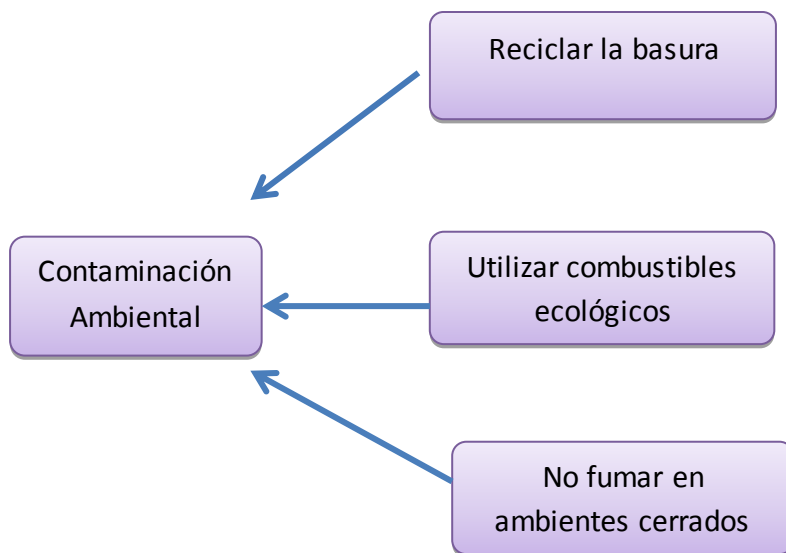 Reciclar la basura
Contaminación
Ambiental
Utilizar combustibles
ecológicos
No fumar en
ambientes cerrados